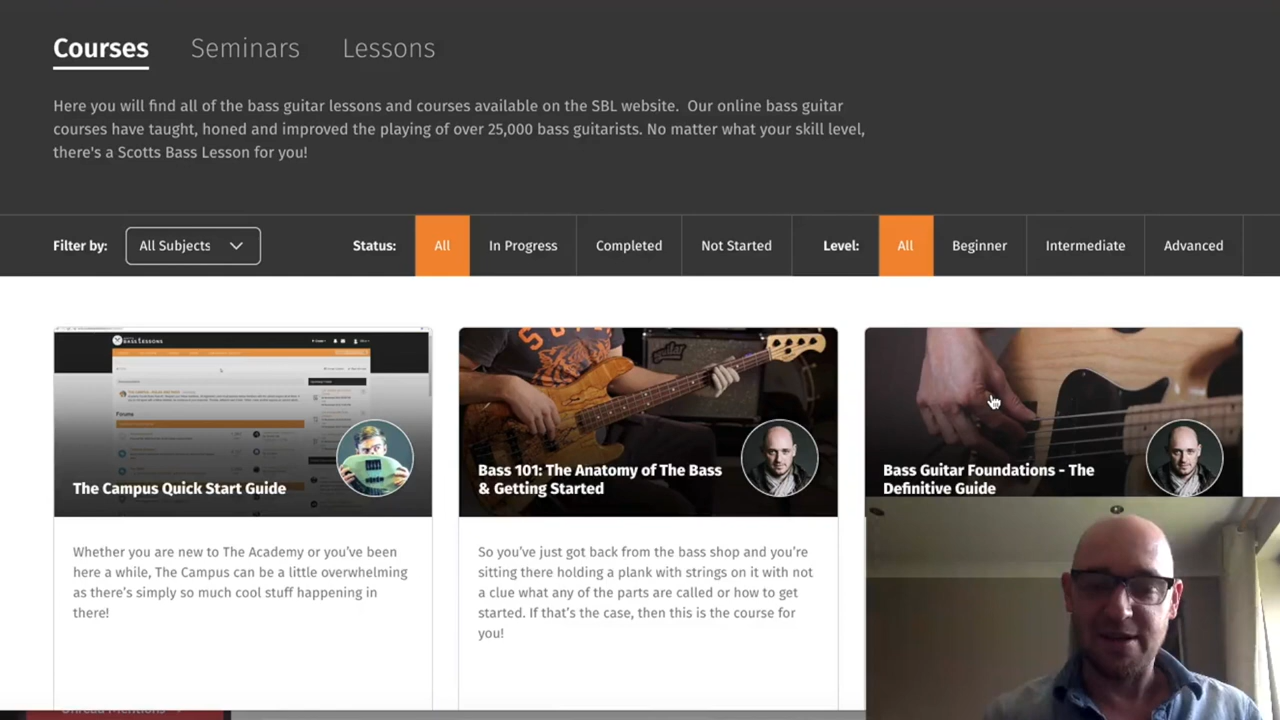 Courses Seminars Lessons
Here you will find all of the bass guitar lessons and courses available on the SBL website. Our online bass guitar
courses have taught, honed and improved the playing of over 25,000 bass guitarists. No matter what your skill level,
there's a Scotts Bass Lesson for you!
Filter by: All Subjects Status: All In Progress Completed Not Started Level: All Beginner Intermediate Advanced
BASS LESSONS
Forums
The Campus Quick Start Guide
Bass 101: The Anatomy of The Bass
& Getting Started
Bass Guitar Foundations - The
Definitive Guide
Whether you are new to The Academy or you've been
here a while, The Campus can be a little overwhelming
as there's simply so much cool stuff happening in
there!
So you've just got back from the bass shop and you're
sitting there holding a plank with strings on it with not
a clue what any of the parts are called or how to get
started. If that's the case, then this is the course for
you!
Unread Mentions